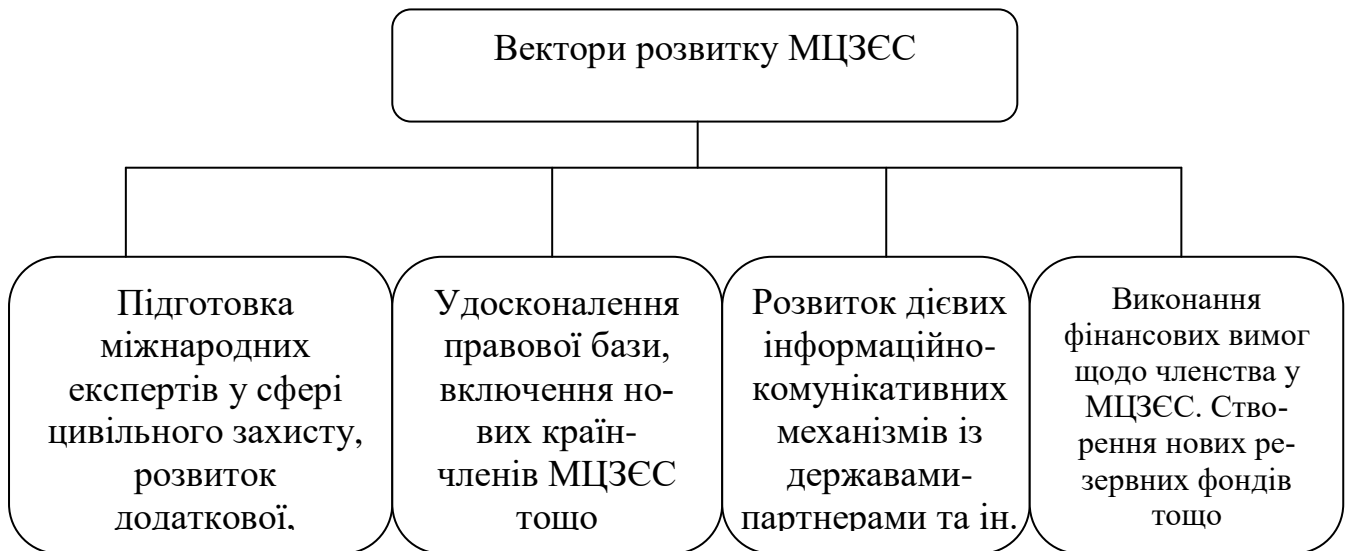 Вектори розвитку МЦЗЄС
Підготовка
міжнародних
експертів у сфері
цивільного захисту,
розвиток
додаткової,
Удосконалення
правової бази,
включення но-
вих країн-
членів МЦЗЄС
тощо
Розвиток дієвих
інформаційно-
комунікативних
механізмів із
державами-
партнерами та ін.
Виконання
фінансових вимог
щодо членства у
МЦЗЄС. Ство-
рення нових ре-
зервних фондів
тощо